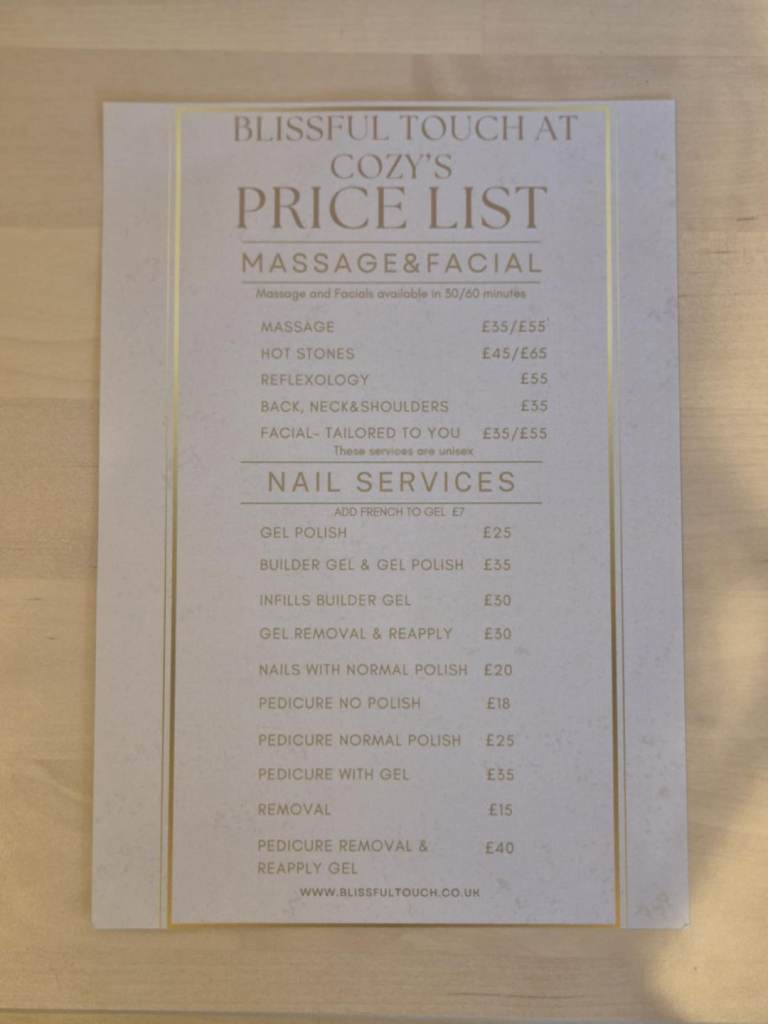 BLISSFUL TOUCH AT
COZY'S
PRICE LIST
MASSAGE&FACIAL
Massage and Facials available in 30/60 minutes
MASSAGE £35/£55
HOT STONES £45/£65
REFLEXOLOGY £55
BACK, NECK&SHOULDERS £35
FACIAL- TAILORED TO YOU £35/£55
These services are unisex
NAIL SERVICES
ADD FRENCH TO GEL £7
GEL POLISH £25
BUILDER GEL & GEL POLISH £35
INFILLS BUILDER GEL £30
GEL REMOVAL & REAPPLY £30
NAILS WITH NORMAL POLISH £20
PEDICURE NO POLISH £18
PEDICURE NORMAL POLISH £25
PEDICURE WITH GEL £35
REMOVAL £15
PEDICURE REMOVAL & £40
REAPPLY GEL
WWW.BLISSFULTOUCH.CO.UK